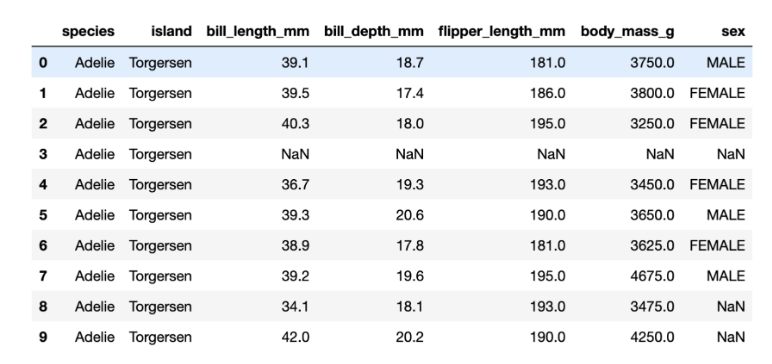 species island bill_length_mm bill_depth_mm flipper_length_mm body_mass_g sex
0 Adelie Torgersen 39.1 18.7 181.0 3750.0 MALE
1 Adelie Torgersen 39.5 17.4 186.0 3800.0 FEMALE
2 Adelie Torgersen 40.3 18.0 195.0 3250.0 FEMALE
3 Adelie Torgersen NaN NaN NaN NaN NaN
4 Adelie Torgersen 36.7 19.3 193.0 3450.0 FEMALE
5 Adelie Torgersen 39.3 20.6 190.0 3650.0 MALE
6 Adelie Torgersen 38.9 17.8 181.0 3625.0 FEMALE
7 Adelie Torgersen 39.2 19.6 195.0 4675.0 MALE
8 Adelie Torgersen 34.1 18.1 193.0 3475.0 NaN
9 Adelie Torgersen 42.0 20.2 190.0 4250.0 NaN